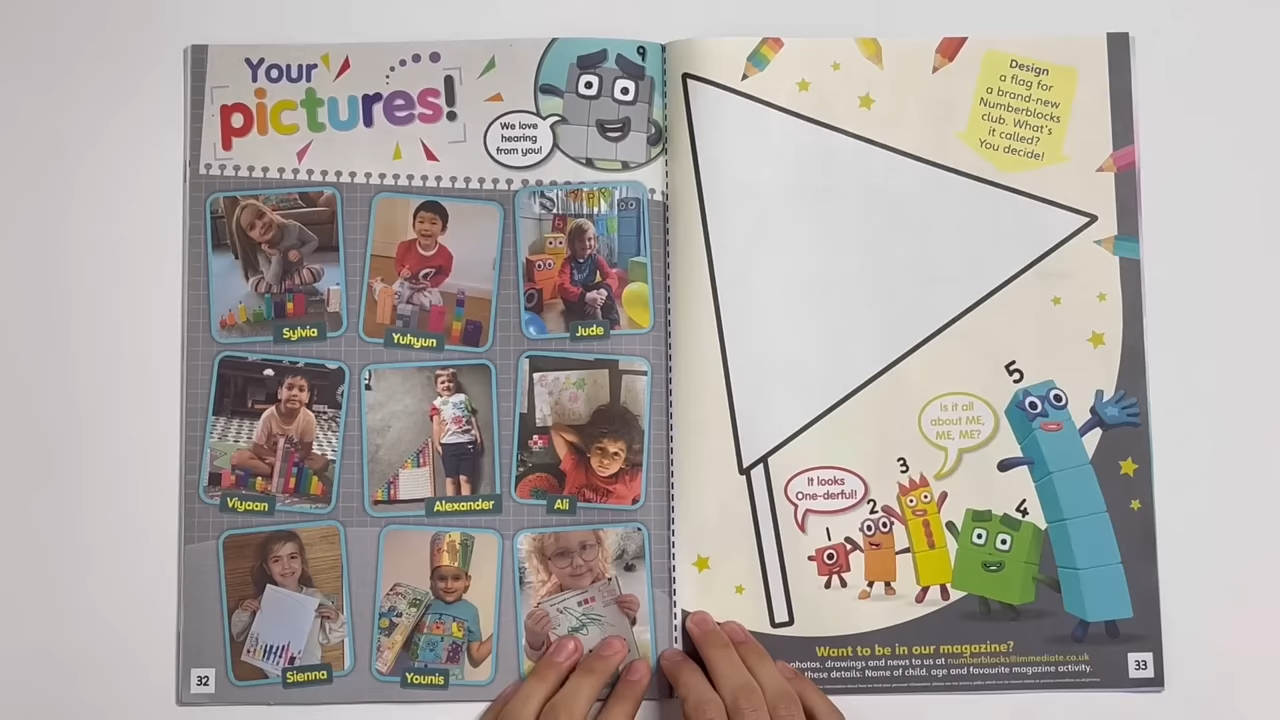 Your
pictures!
9
We love
hearing
from you!
Sylvia
Yuhyun
Jude
Viyaan
Alexander
Ali
Sienna
Younis
32
Design
a flag for
a brand-new
Numberblocks
club. What's
it called?
You decide!
5
Is it all
about ME,
ME, ME?
It looks
One-derful!
1
2
3
4
Want to be in our magazine?
photos, drawings and news to us at numberblocks@immediate.co.uk
these details: Name of child, age and favourite magazine activity.
33